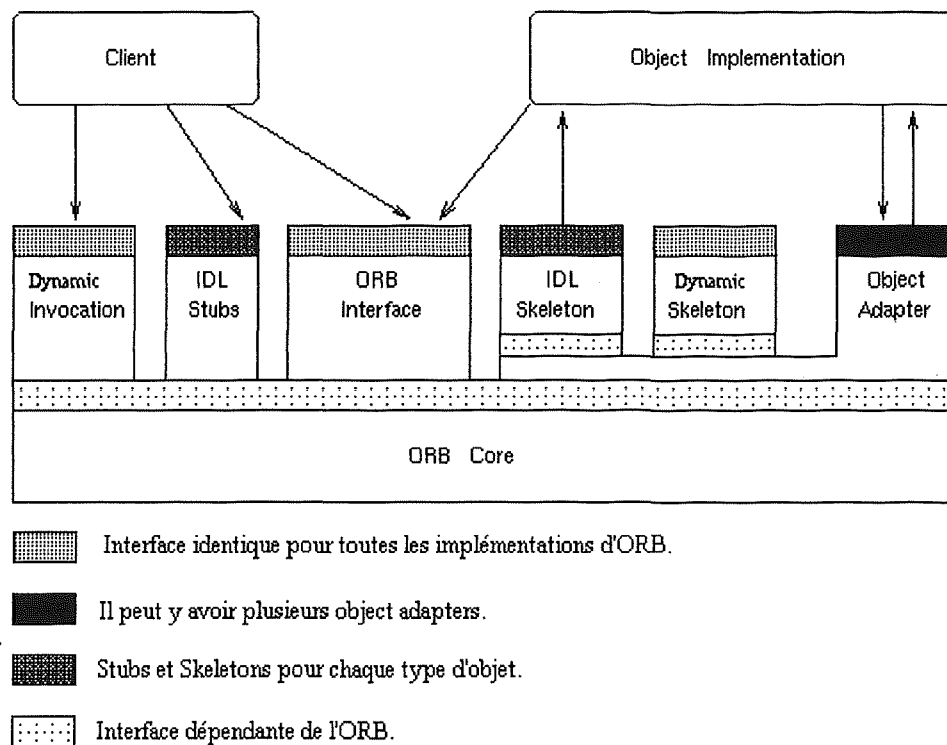 Client
Object Implementation
Dynamic
Invocation
IDL
Stubs
ORB
Interface
IDL
Skeleton
Dynamic
Skeleton
Object
Adapter
ORB Core
Interface identique pour toutes les implémentations d'ORB.
Il peut y avoir plusieurs object adapters.
Stubs et Skeletons pour chaque type d'objet.
Interface dépendante de l'ORB.